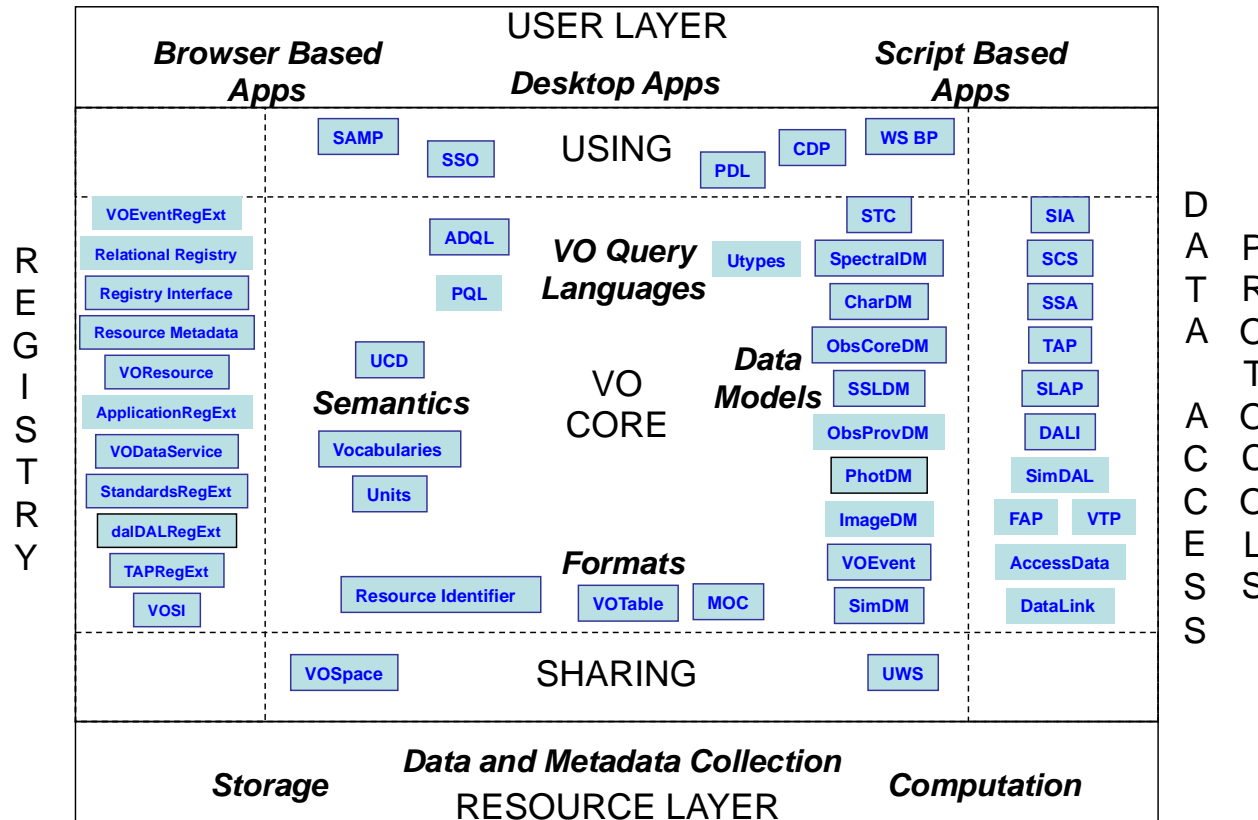 USER LAYER
Browser Based
Apps
Desktop Apps
Script Based
Apps
SAMP
SSO
USING
PDL
CDP
WS BP
REGISTRY
VOEventRegExt
Relational Registry
Registry Interface
Resource Metadata
VOResource
ApplicationRegExt
VODataService
StandardsRegExt
dalDALRegExt
TAPRegExt
VOSI
ADQL
PQL
VO Query
Languages
Utypes
UCD
Semantics
Vocabularies
Units
VO
CORE
Data
Models
Formats
Resource Identifier
VOTable
MOC
STC
SpectralDM
CharDM
ObsCoreDM
SSLDM
ObsProvDM
PhotDM
ImageDM
VOEvent
SimDM
SIA
SCS
SSA
TAP
SLAP
DALI
SimDAL
FAP
VTP
AccessData
DataLink
DATA ACCESS
PROTOCOLS
VOSpace
SHARING
UWS
Storage
Data and Metadata Collection
Computation
RESOURCE LAYER